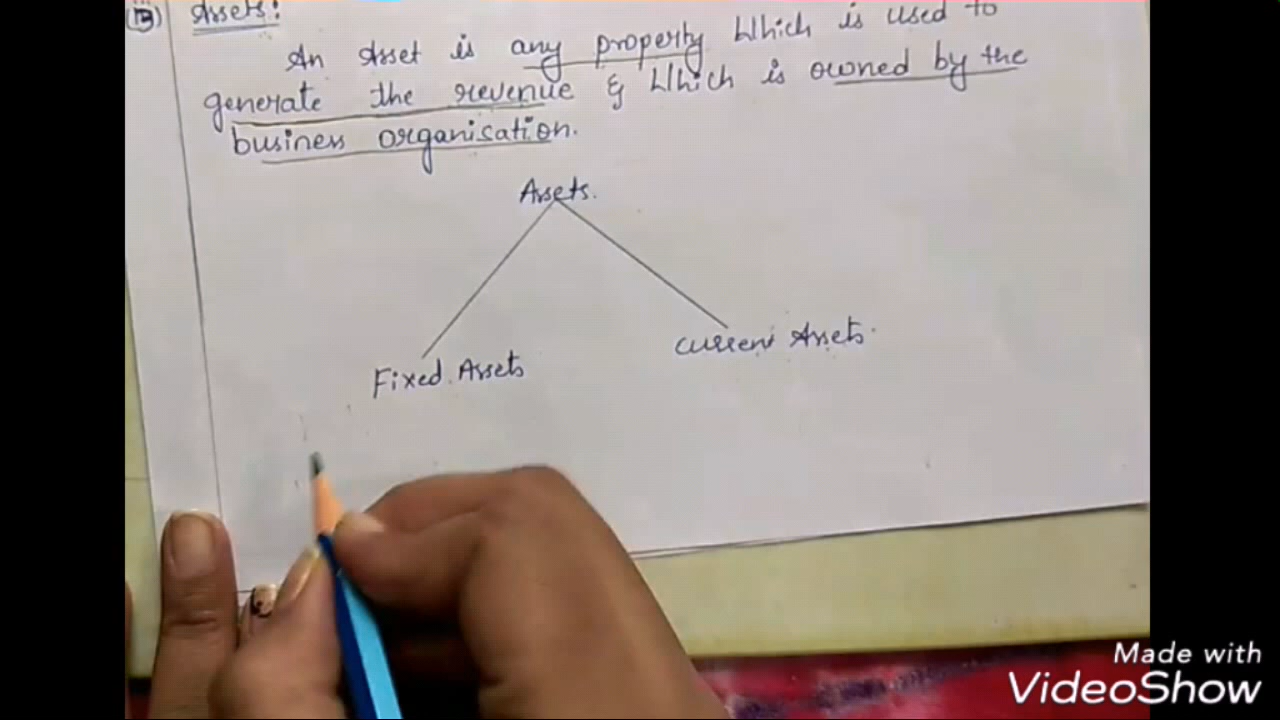 (B) Assets:
An Asset is any property which is used to
generate the revenue & which is owned by the
business organisation.
Assets.
Fixed Assets
Current Assets.
Made with
VideoShow